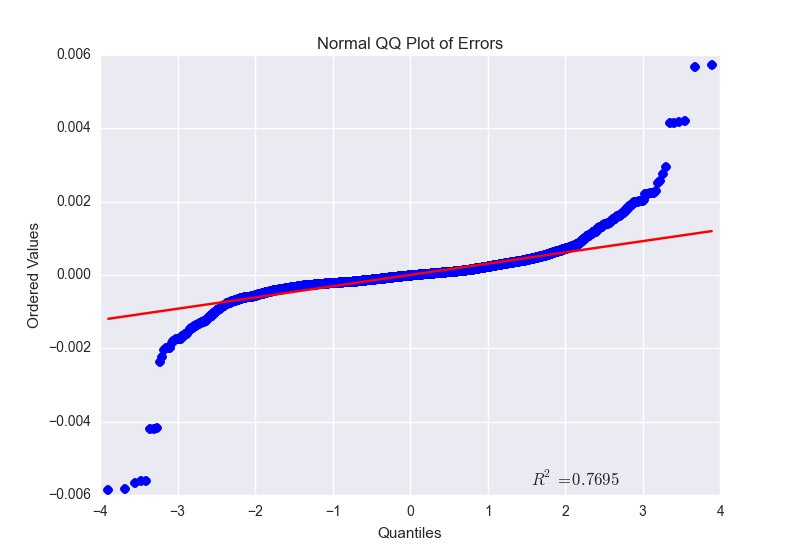 Normal QQ Plot of Errors
0.006
0.004
0.002
0.000
−0.002
−0.004
−0.006
Ordered Values
R² =0.7695
−4 −3 −2 −1 0 1 2 3 4
Quantiles